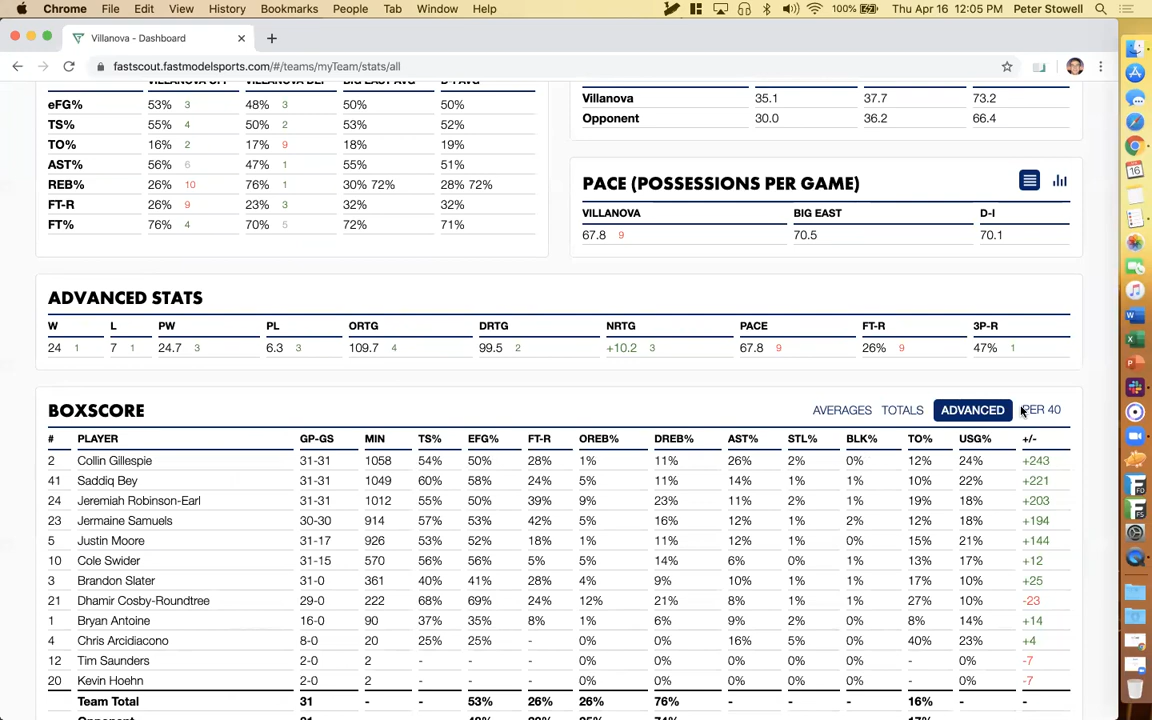 Chrome File Edit View History Bookmarks People Tab Window Help 100% Thu Apr 16 12:05 PM Peter Stowell
Villanova - Dashboard
fastscout.fastmodelsports.com/#/teams/myTeam/stats/all
VILLANOVA OFF VILLANOVA DEF BIG EAST AVG D-I AVG
eFG% 53% 3 48% 3 50% 50%
TS% 55% 4 50% 2 53% 52%
TO% 16% 2 17% 9 18% 19%
AST% 56% 6 47% 1 55% 51%
REB% 26% 10 76% 1 30% 72% 28% 72%
FT-R 26% 9 23% 3 32% 32%
FT% 76% 4 70% 5 72% 71%
Villanova 35.1 37.7 73.2
Opponent 30.0 36.2 66.4
PACE (POSSESSIONS PER GAME)
VILLANOVA BIG EAST D-I
67.8 9 70.5 70.1
ADVANCED STATS
W L PW PL ORTG DRTG NRTG PACE FT-R 3P-R
24 1 7 1 24.7 3 6.3 3 109.7 4 99.5 2 +10.2 3 67.8 9 26% 9 47% 1
BOXSCORE AVERAGES TOTALS ADVANCED PER 40
# PLAYER GP-GS MIN TS% EFG% FT-R OREB% DREB% AST% STL% BLK% TO% USG% +/-
2 Collin Gillespie 31-31 1058 54% 50% 28% 1% 11% 26% 2% 0% 12% 24% +243
41 Saddiq Bey 31-31 1049 60% 58% 24% 5% 11% 14% 1% 1% 10% 22% +221
24 Jeremiah Robinson-Earl 31-31 1012 55% 50% 39% 9% 23% 11% 2% 1% 19% 18% +203
23 Jermaine Samuels 30-30 914 57% 53% 42% 5% 16% 12% 1% 2% 12% 18% +194
5 Justin Moore 31-17 926 53% 52% 18% 1% 11% 12% 1% 1% 15% 21% +144
10 Cole Swider 31-15 570 56% 56% 5% 5% 14% 6% 0% 1% 13% 17% +12
3 Brandon Slater 31-0 361 40% 41% 28% 4% 9% 10% 1% 1% 17% 10% +25
21 Dhamir Cosby-Roundtree 29-0 222 68% 69% 24% 12% 21% 8% 1% 1% 27% 10% -23
1 Bryan Antoine 16-0 90 37% 35% 8% 1% 6% 9% 2% 0% 8% 14% +14
4 Chris Arcidiacono 8-0 20 25% 25% - 0% 0% 16% 5% 0% 40% 23% +4
12 Tim Saunders 2-0 2 - - - 0% 0% 0% 0% 0% - 0% -7
20 Kevin Hoehn 2-0 2 - - - 0% 0% 0% 0% 0% - 0% -7
Team Total 31 - - 53% 26% 26% 76% - - - 16% - -